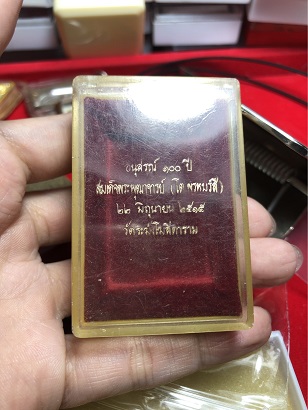 อนุสรณ์ ๑๐๐ ปี
สมเด็จพระพุฒาจารย์ (โต พรหมรังสี)
๒๒ มิถุนายน ๒๕๑๕
วัดระฆังโฆสิตาราม